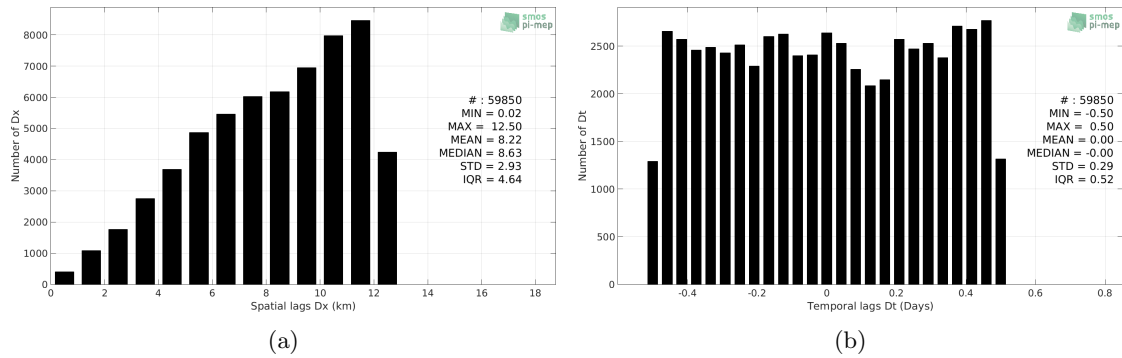 smos
pi-mep
8000
7000
6000
5000
4000
3000
2000
1000
0
Number of Dx
# : 59850
MIN = 0.02
MAX = 12.50
MEAN = 8.22
MEDIAN = 8.63
STD = 2.93
IQR = 4.64
0 2 4 6 8 10 12 14 16 18
Spatial lags Dx (km)
(a)
smos
pi-mep
2500
2000
1500
1000
500
0
Number of Dt
# : 59850
MIN = -0.50
MAX = 0.50
MEAN = 0.00
MEDIAN = -0.00
STD = 0.29
IQR = 0.52
-0.4 -0.2 0 0.2 0.4 0.6 0.8
Temporal lags Dt (Days)
(b)